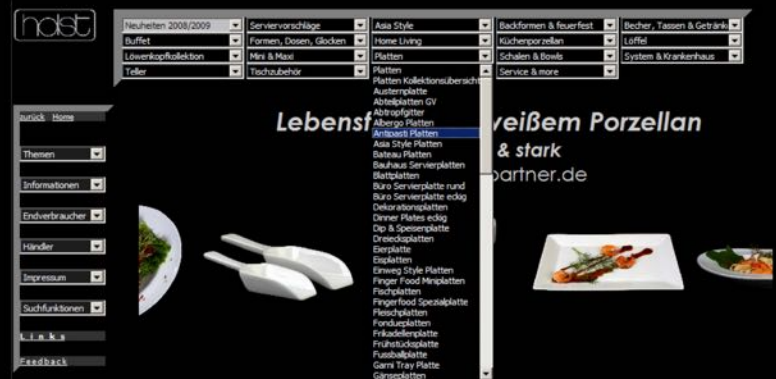 holst
Neuheiten 2008/2009
Serviervorschläge
Asia Style
Backformen & feuerfest
Becher, Tassen & Getränk
Buffet
Formen, Dosen, Glocken
Home Living
Küchenporzellan
Löffel
Löwenkopfkollektion
Mini & Maxi
Platten
Schalen & Bowls
System & Krankenhaus
Teller
Tischzubehör
Service & more
Platten
Platten Kollektionsübersicht
Austernplatte
Abteilplatten GV
Abtropfgitter
Albergo Platten
Antipasti Platten
Asia Style Platten
Bateau Platten
Bauhaus Servierplatten
Blattplatten
Büro Servierplatte rund
Büro Servierplatte eckig
Dekorationsplatten
Dinner Plates eckig
Dip & Speisenplatte
Dreiecksplatten
Eierplatte
Eisplatten
Einweg Style Platten
Finger Food Miniplatten
Fischplatten
Fingerfood Spezialplatte
Fleischplatten
Fondueplatten
Frikadellenplatte
Frühstücksplatte
Fussballplatte
Garni Tray Platte
Gänseplatten
zurück Home
Themen
Informationen
Endverbraucher
Händler
Impressum
Suchfunktionen
Links
Feedback
Lebensf veißem Porzellan
& stark
partner.de